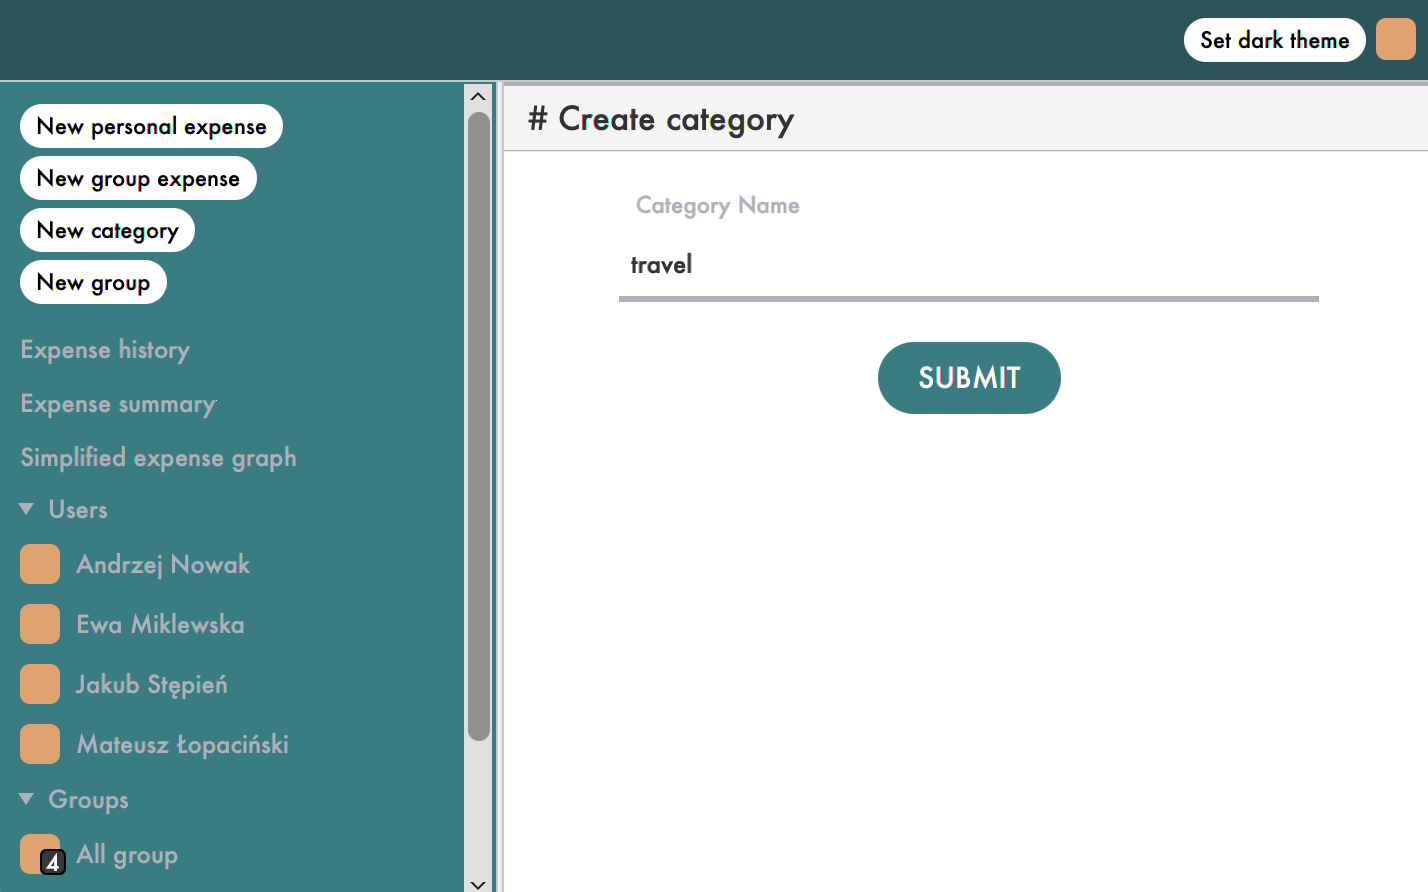 Set dark theme
New personal expense
New group expense
New category
New group
Expense history
Expense summary
Simplified expense graph
Users
Andrzej Nowak
Ewa Miklewska
Jakub Stępień
Mateusz Łopaciński
Groups
4 All group
# Create category
Category Name
travel
SUBMIT